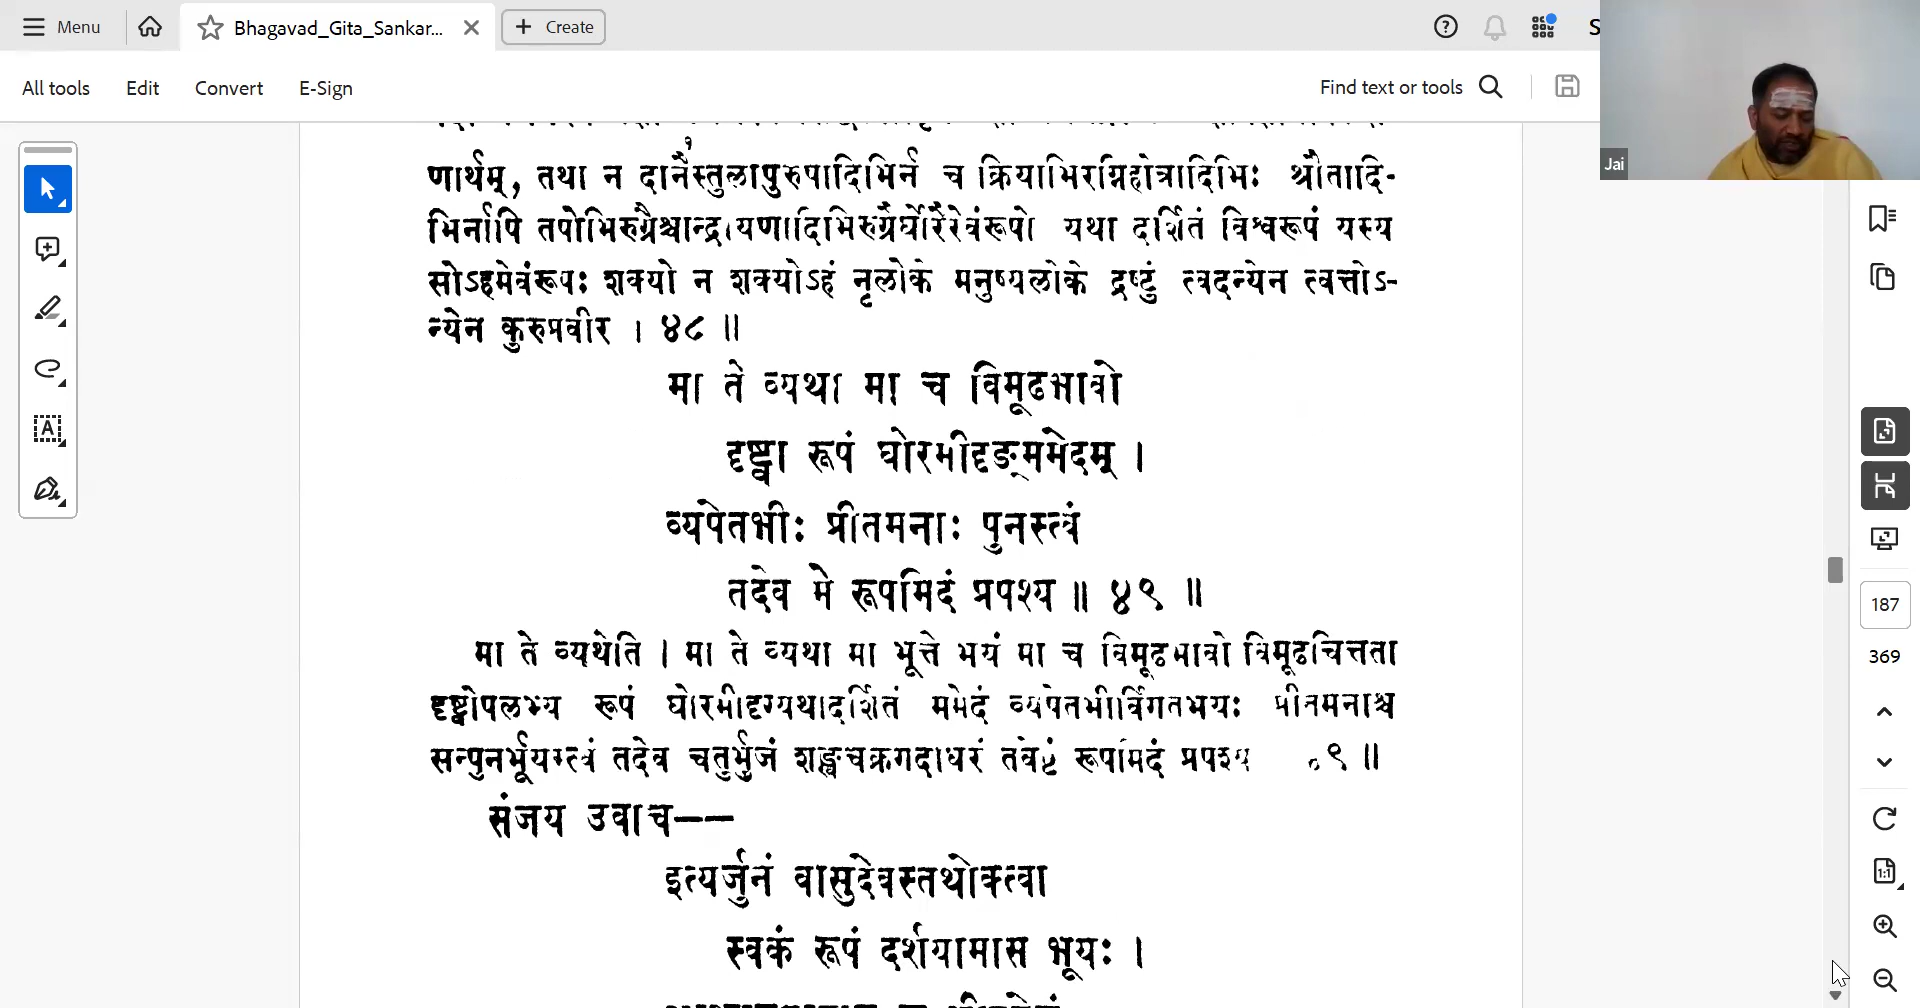 Menu
Bhagavad_Gita_Sankar...
Create
S
All tools
Edit
Convert
E-Sign
Find text or tools
Jai
णार्थम्, तथा न दानैस्तुलापुरुषादिभिर्न च क्रियाभिरग्निहोत्रादिभिः श्रौतादि-
भिर्नापि तपोभिरुग्रैश्चान्द्रायणादिभिरुग्रैर्घोरैरेवंरूपो यथा दर्शितं विश्वरूपं यस्य
सोऽहमेवंरूपः शक्यो न शक्योऽहं नृलोके मनुष्यलोके द्रष्टुं त्वदन्येन त्वत्तोऽ-
न्येन कुरुप्रवीर । ४८ ॥
मा ते व्यथा मा च विमूढभावो
दृष्ट्वा रूपं घोरमीदृङ्ममेदम् ।
व्यपेतभीः प्रीतमनाः पुनस्त्वं
तदेव मे रूपमिदं प्रपश्य ॥ ४९ ॥
मा ते व्यथेति । मा ते व्यथा मा भूत्ते भयं मा च विमूढभावो विमूढचित्तता
दृष्ट्वोपलभ्य रूपं घोरमीदृग्यथादर्शितं ममेदं व्यपेतभीर्विगतभयः प्रीतमनाश्च
सन्पुनर्भूयस्त्वं तदेव चतुर्भुजं शङ्खचक्रगदाधरं तवेष्टं रूपमिदं प्रपश्य ९ ॥
संजय उवाच——
इत्यर्जुनं वासुदेवस्तथोक्त्वा
स्वकं रूपं दर्शयामास भूयः ।
187
369